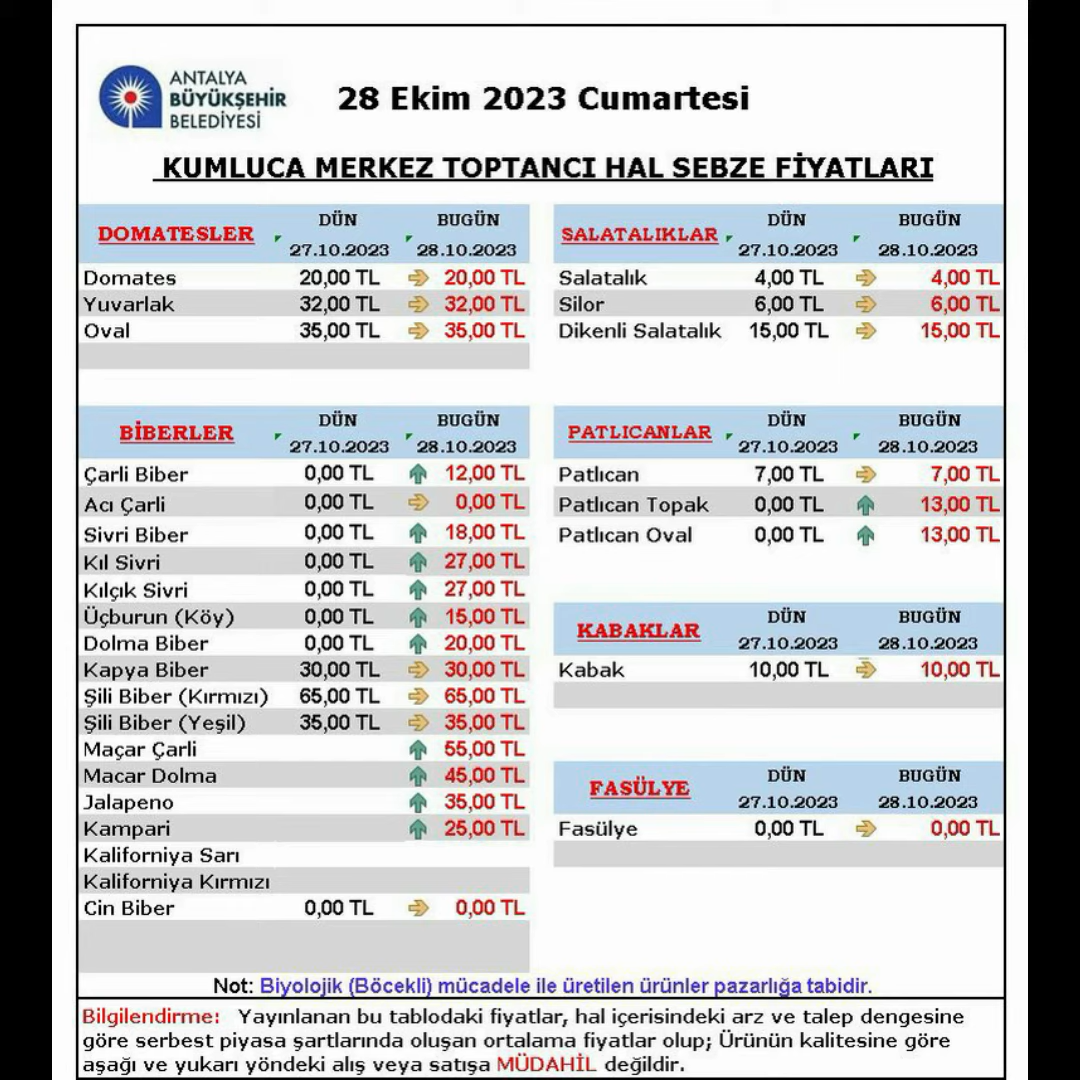 ANTALYA
BÜYÜKŞEHİR
BELEDİYESİ
28 Ekim 2023 Cumartesi
KUMLUCA MERKEZ TOPTANCI HAL SEBZE FİYATLARI
DOMATESLER DÜN 27.10.2023 BUGÜN 28.10.2023
Domates 20,00 TL 20,00 TL
Yuvarlak 32,00 TL 32,00 TL
Oval 35,00 TL 35,00 TL
SALATALIKLAR DÜN 27.10.2023 BUGÜN 28.10.2023
Salatalık 4,00 TL 4,00 TL
Silor 6,00 TL 6,00 TL
Dikenli Salatalık 15,00 TL 15,00 TL
BİBERLER DÜN 27.10.2023 BUGÜN 28.10.2023
Çarli Biber 0,00 TL 12,00 TL
Acı Çarli 0,00 TL 0,00 TL
Sivri Biber 0,00 TL 18,00 TL
Kıl Sivri 0,00 TL 27,00 TL
Kılçık Sivri 0,00 TL 27,00 TL
Üçburun (Köy) 0,00 TL 15,00 TL
Dolma Biber 0,00 TL 20,00 TL
Kapya Biber 30,00 TL 30,00 TL
Şili Biber (Kırmızı) 65,00 TL 65,00 TL
Şili Biber (Yeşil) 35,00 TL 35,00 TL
Maçar Çarli 55,00 TL
Macar Dolma 45,00 TL
Jalapeno 35,00 TL
Kampari 25,00 TL
Kaliforniya Sarı
Kaliforniya Kırmızı
Cin Biber 0,00 TL 0,00 TL
PATLICANLAR DÜN 27.10.2023 BUGÜN 28.10.2023
Patlıcan 7,00 TL 7,00 TL
Patlıcan Topak 0,00 TL 13,00 TL
Patlıcan Oval 0,00 TL 13,00 TL
KABAKLAR DÜN 27.10.2023 BUGÜN 28.10.2023
Kabak 10,00 TL 10,00 TL
FASÜLYE DÜN 27.10.2023 BUGÜN 28.10.2023
Fasülye 0,00 TL 0,00 TL
Not: Biyolojik (Böcekli) mücadele ile üretilen ürünler pazarlığa tabidir.
Bilgilendirme: Yayınlanan bu tablodaki fiyatlar, hal içerisindeki arz ve talep dengesine
göre serbest piyasa şartlarında oluşan ortalama fiyatlar olup; Ürünün kalitesine göre
aşağı ve yukarı yöndeki alış veya satışa MÜDAHİL değildir.